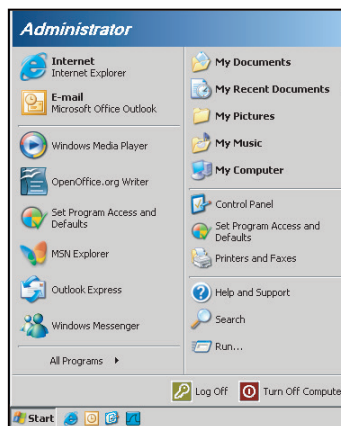 Administrator
Internet
Internet Explorer
E-mail
Microsoft Office Outlook
Windows Media Player
OpenOffice.org Writer
Set Program Access and
Defaults
MSN Explorer
Outlook Express
Windows Messenger
All Programs
My Documents
My Recent Documents
My Pictures
My Music
My Computer
Control Panel
Set Program Access and
Defaults
Printers and Faxes
Help and Support
Search
Run...
Log Off
Turn Off Compute
Start